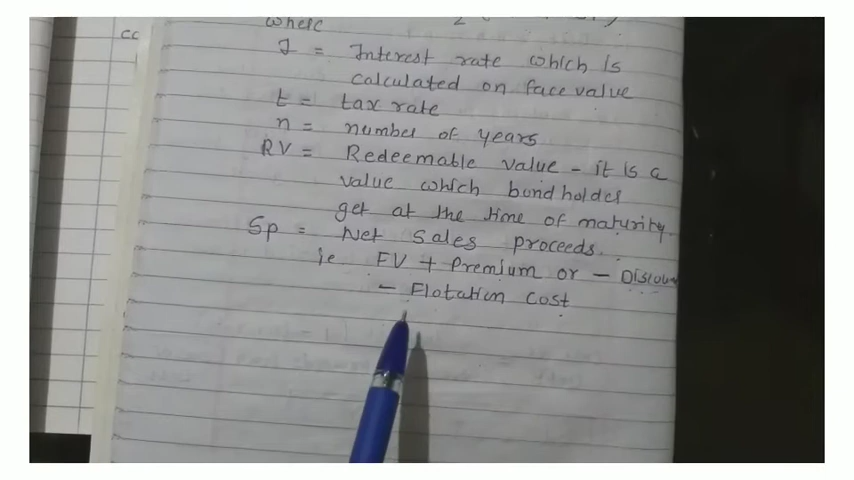 cc
where
I = Interest rate which is
calculated on face value
t = tax rate
n = number of years
RV = Redeemable value - it is a
value which bond holder
get at the time of maturity.
Sp = Net Sales proceeds.
ie FV + Premium or - Discoun
- Flotation cost